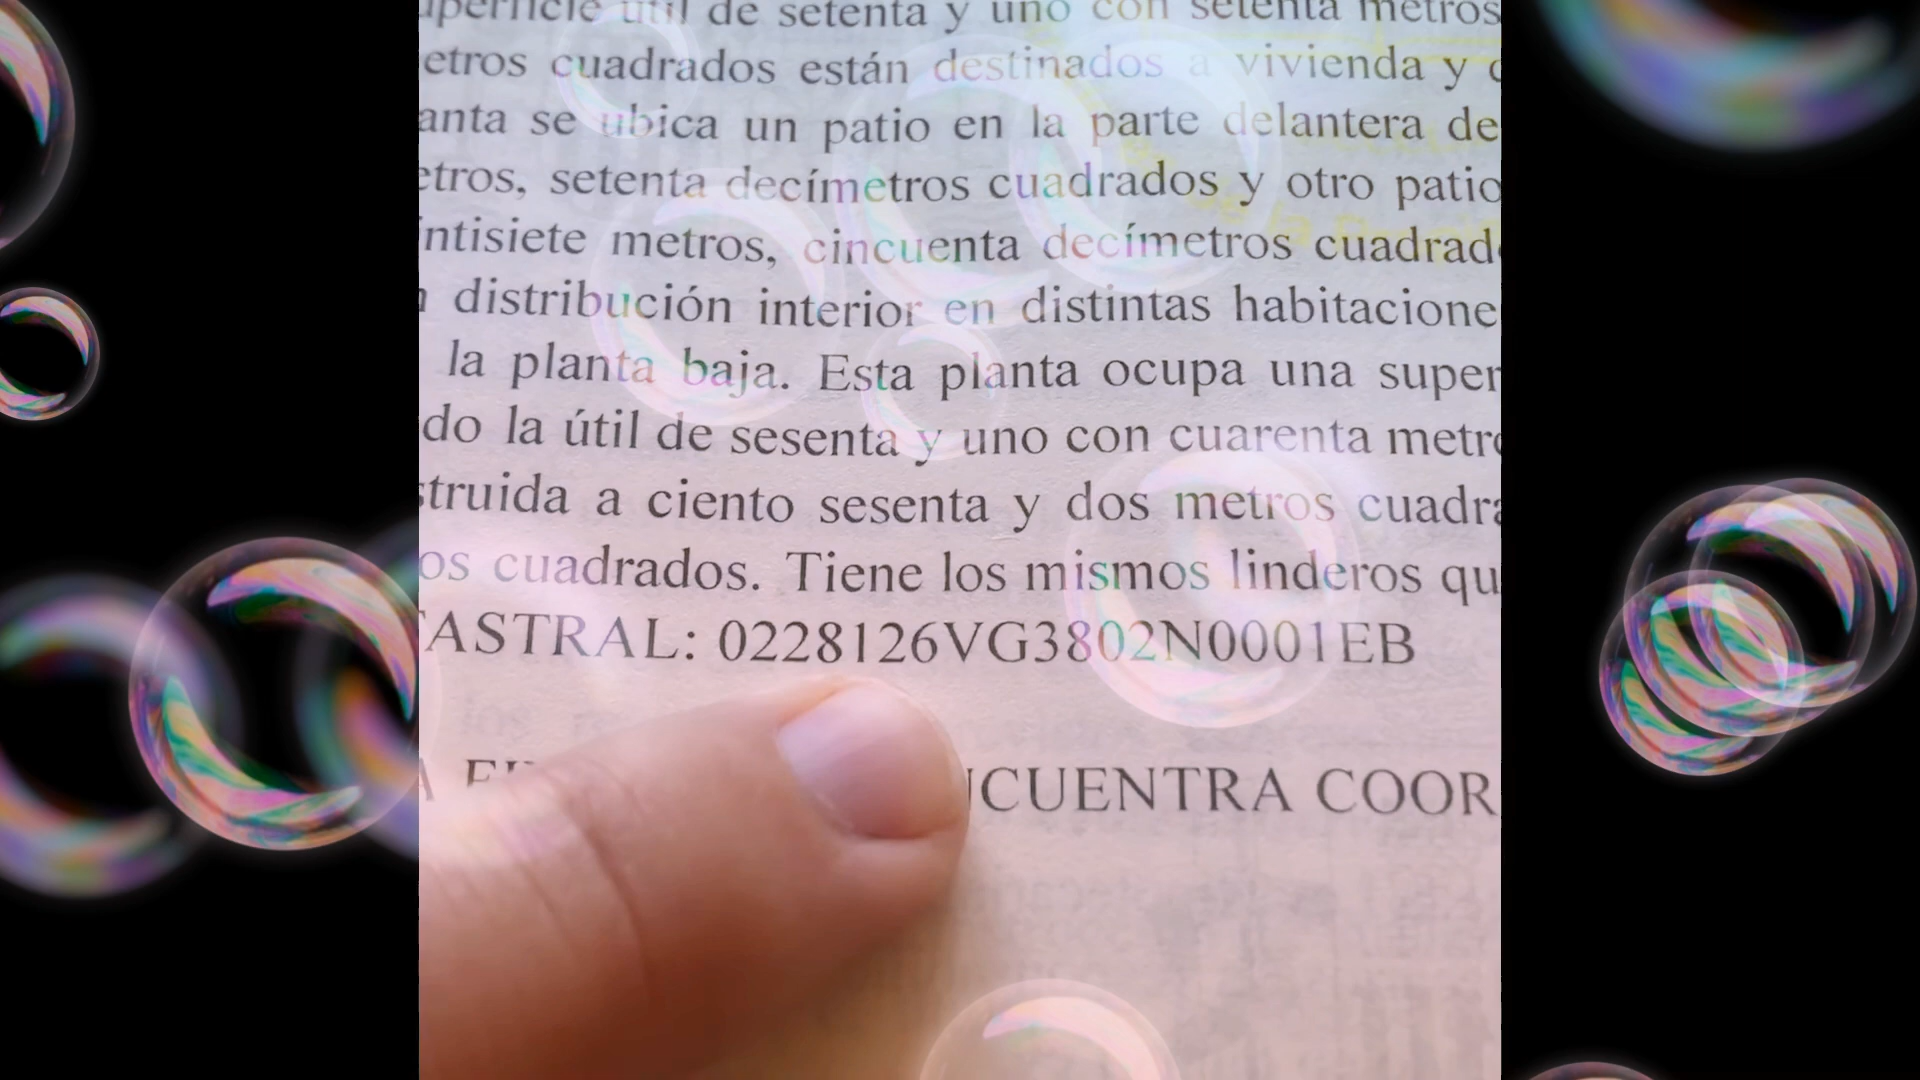 uperficie útil de setenta y uno con setenta metros
etros cuadrados están destinados a vivienda y
anta se ubica un patio en la parte delantera de
etros, setenta decímetros cuadrados y otro patio
intisiete metros, cincuenta decímetros cuadrad
distribución interior en distintas habitacione
la planta baja. Esta planta ocupa una super
do la útil de sesenta y uno con cuarenta metr
struida a ciento sesenta y dos metros cuadra
os cuadrados. Tiene los mismos linderos qu
TASTRAL: 0228126VG3802N0001EB
A NCUENTRA COOR